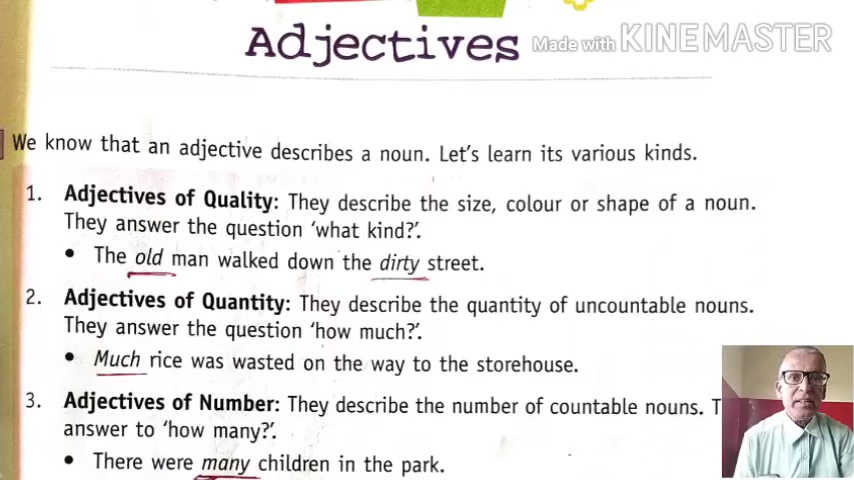 Adjectives
Made with KINEMASTER
We know that an adjective describes a noun. Let's learn its various kinds.
1. Adjectives of Quality: They describe the size, colour or shape of a noun.
They answer the question 'what kind?'.
• The old man walked down the dirty street.
2. Adjectives of Quantity: They describe the quantity of uncountable nouns.
They answer the question 'how much?'.
• Much rice was wasted on the way to the storehouse.
3. Adjectives of Number: They describe the number of countable nouns.
answer to 'how many?'.
• There were many children in the park.